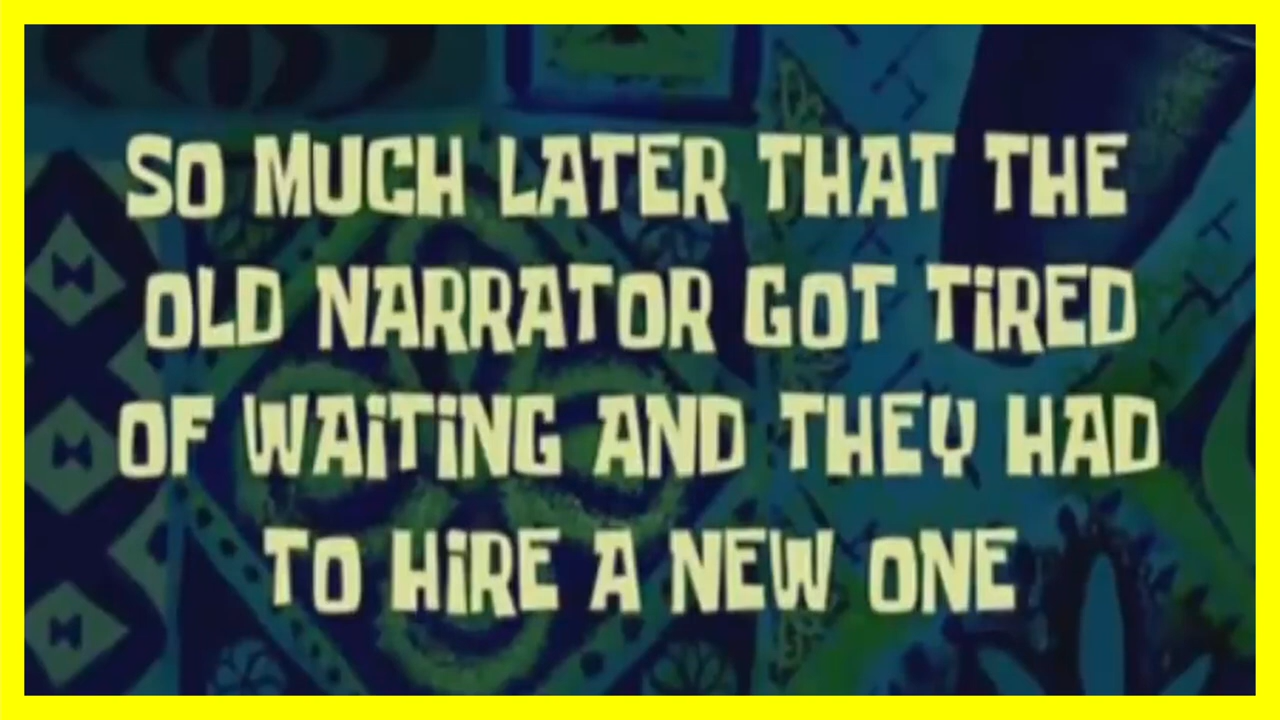 SO MUCH LATER THAT THE
OLD NARRATOR GOT TIRED
OF WAITING AND THEY HAD
TO HIRE A NEW ONE